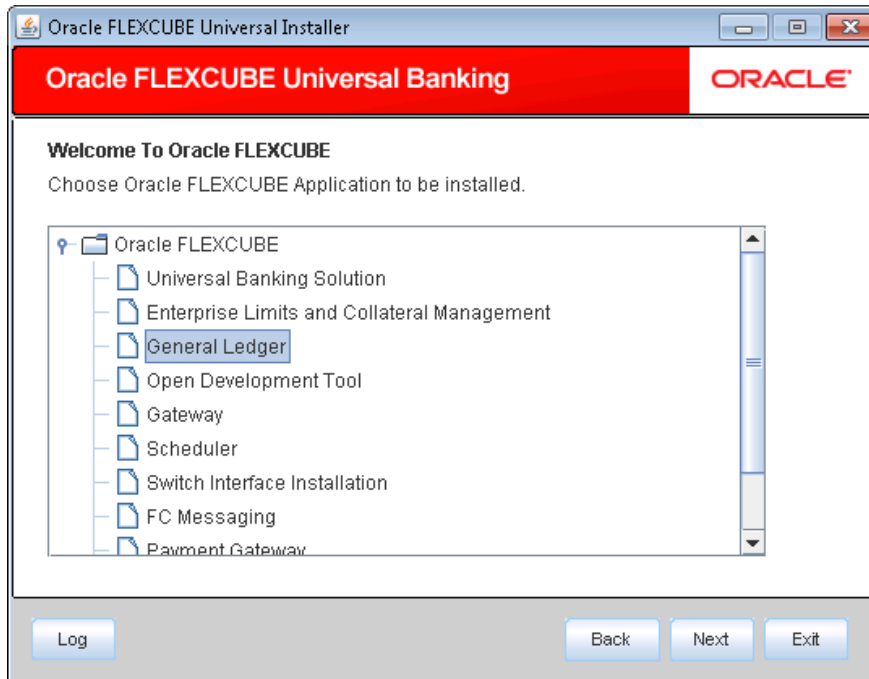 Oracle FLEXCUBE Universal Installer
Oracle FLEXCUBE Universal Banking
ORACLE
Welcome To Oracle FLEXCUBE
Choose Oracle FLEXCUBE Application to be installed.
Oracle FLEXCUBE
Universal Banking Solution
Enterprise Limits and Collateral Management
General Ledger
Open Development Tool
Gateway
Scheduler
Switch Interface Installation
FC Messaging
Payment Gateway
Log Back Next Exit